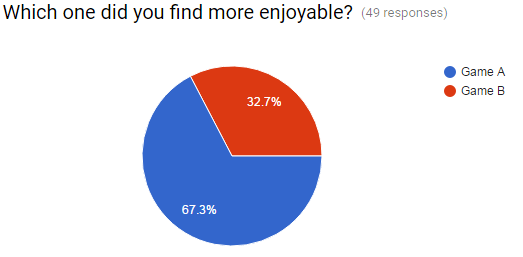 Which one did you find more enjoyable? (49 responses)
Game A
Game B
32.7%
67.3%